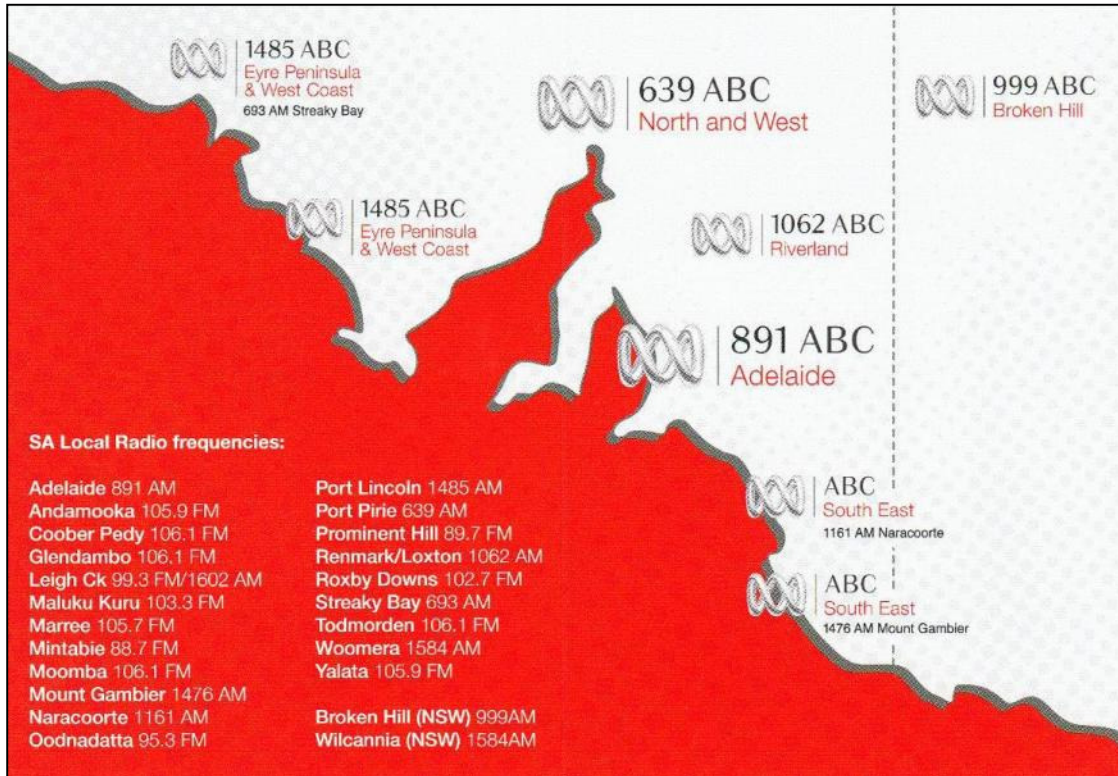 1485 ABC
Eyre Peninsula
& West Coast
693 AM Streaky Bay
639 ABC
North and West
999 ABC
Broken Hill
1485 ABC
Eyre Peninsula
& West Coast
1062 ABC
Riverland
891 ABC
Adelaide
ABC
South East
1161 AM Naracoorte
ABC
South East
1476 AM Mount Gambier
SA Local Radio frequencies:
Adelaide 891 AM
Andamooka 105.9 FM
Coober Pedy 106.1 FM
Glendambo 106.1 FM
Leigh Ck 99.3 FM/1602 AM
Maluku Kuru 103.3 FM
Marree 105.7 FM
Mintabie 88.7 FM
Moomba 106.1 FM
Mount Gambier 1476 AM
Naracoorte 1161 AM
Oodnadatta 95.3 FM
Port Lincoln 1485 AM
Port Pirie 639 AM
Prominent Hill 89.7 FM
Renmark/Loxton 1062 AM
Roxby Downs 102.7 FM
Streaky Bay 693 AM
Todmorden 106.1 FM
Woomera 1584 AM
Yalata 105.9 FM
Broken Hill (NSW) 999AM
Wilcannia (NSW) 1584AM